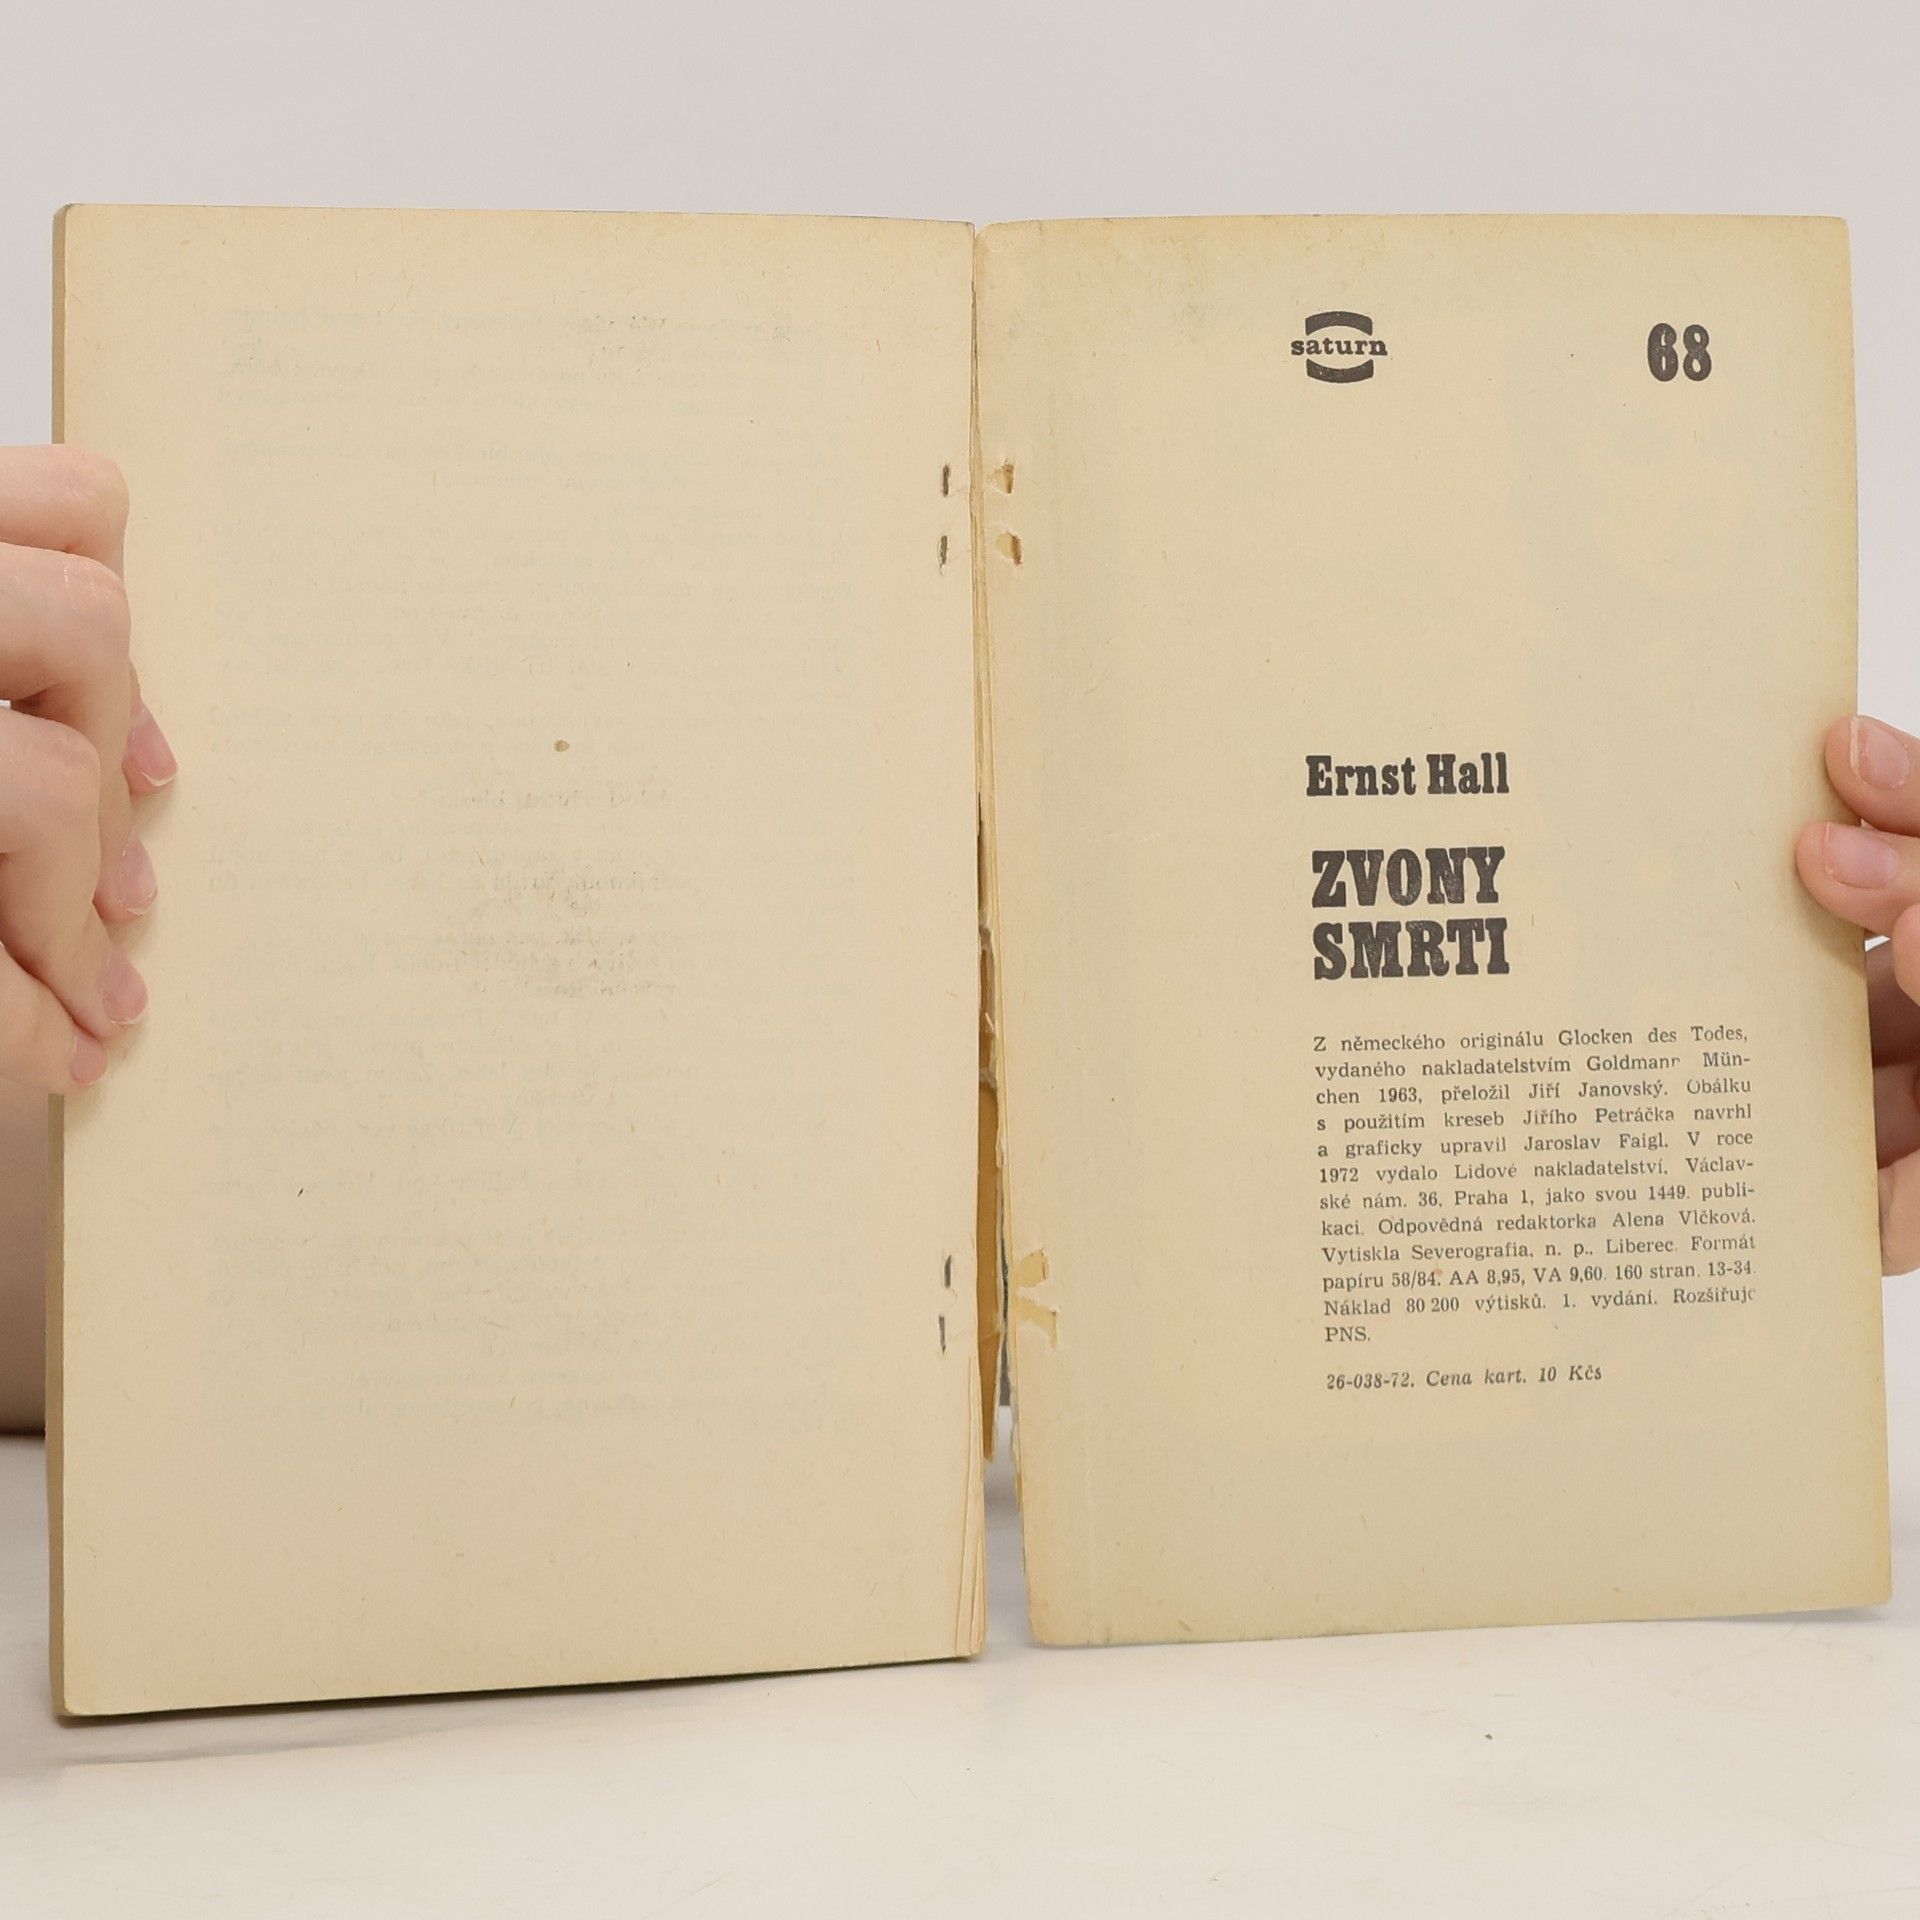 saturn
68
Ernst Hall
ZVONY
SMRTI
Z německého originálu Glocken des Todes,
vydaného nakladatelstvím Goldmann Mün-
chen 1963, přeložil Jiří Janovský. Obálku
s použitím kreseb Jiřího Petráčka navrhl
a graficky upravil Jaroslav Faigl. V roce
1972 vydalo Lidové nakladatelství, Václav-
ské nám. 36, Praha 1, jako svou 1449. publi-
kaci. Odpovědná redaktorka Alena Vlčková.
Vytiskla Severografia, n. p., Liberec. Formát
papíru 58/84. AA 8,95, VA 9,60. 160 stran. 13-34.
Náklad 80 200 výtisků. 1. vydání. Rozšiřuje
PNS.
26-038-72. Cena kart. 10 Kčs